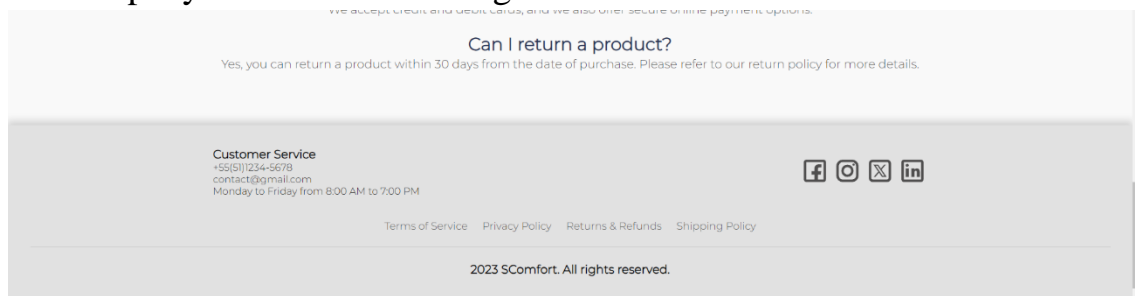 We accept credit and debit cards, and we also offer secure online payment options.
Can I return a product?
Yes, you can return a product within 30 days from the date of purchase. Please refer to our return policy for more details.
Customer Service
+55(51)1234-5678
contact@gmail.com
Monday to Friday from 8:00 AM to 7:00 PM
Terms of Service Privacy Policy Returns & Refunds Shipping Policy
2023 SComfort. All rights reserved.